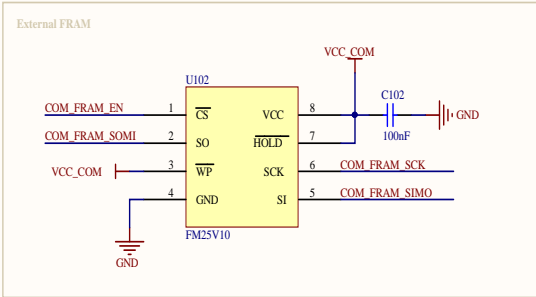 External FRAM
VCC_COM
U102
C102
COM_FRAM_EN 1 CS VCC 8 GND
100nF
COM_FRAM_SOMI 2 SO HOLD 7
VCC_COM 3 WP SCK 6 COM_FRAM_SCK
4 GND SI 5 COM_FRAM_SIMO
FM25V10
GND